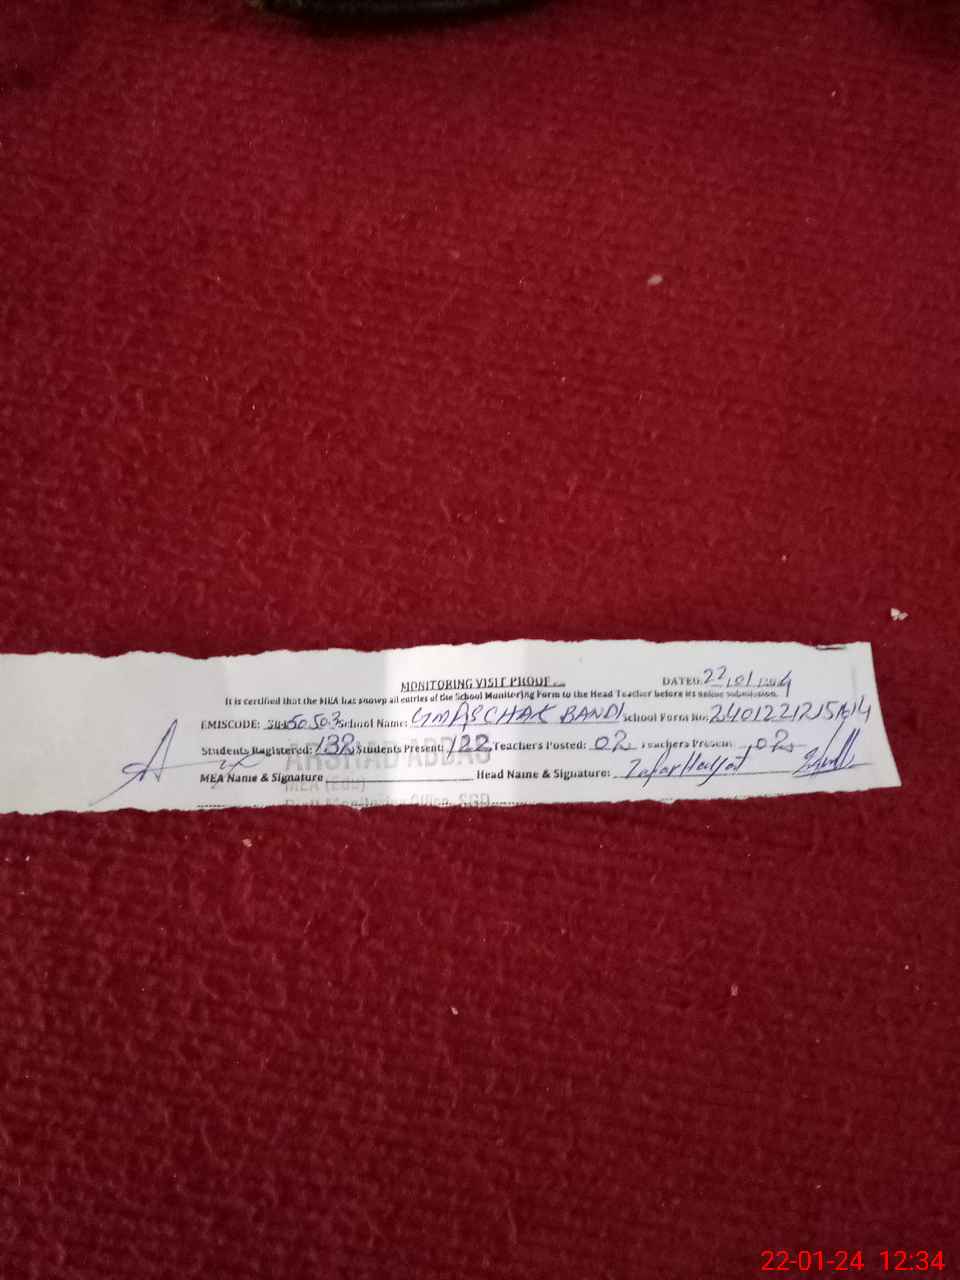 MONITORING VISIT PROOF
DATED: 22/01/2024
It is certified that the MEA has shown all entries of the School Monitoring Form to the Head Teacher before its online submission.
EMISCODE: School Name: GMPS CHAK BANDI School Form No:
Students Registered: 132 Students Present: 122 Teachers Posted: 02 Teachers Present: 02
ARSHAD ABBAS
MEA Name & Signature Head Name & Signature: Zafar Hayat
MEA (Edu)
22-01-24 12:34